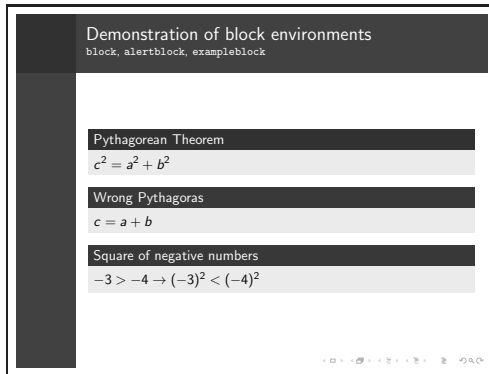 Demonstration of block environments
block, alertblock, exampleblock
Pythagorean Theorem
c² = a² + b²
Wrong Pythagoras
c = a + b
Square of negative numbers
−3 > −4 → (−3)² < (−4)²